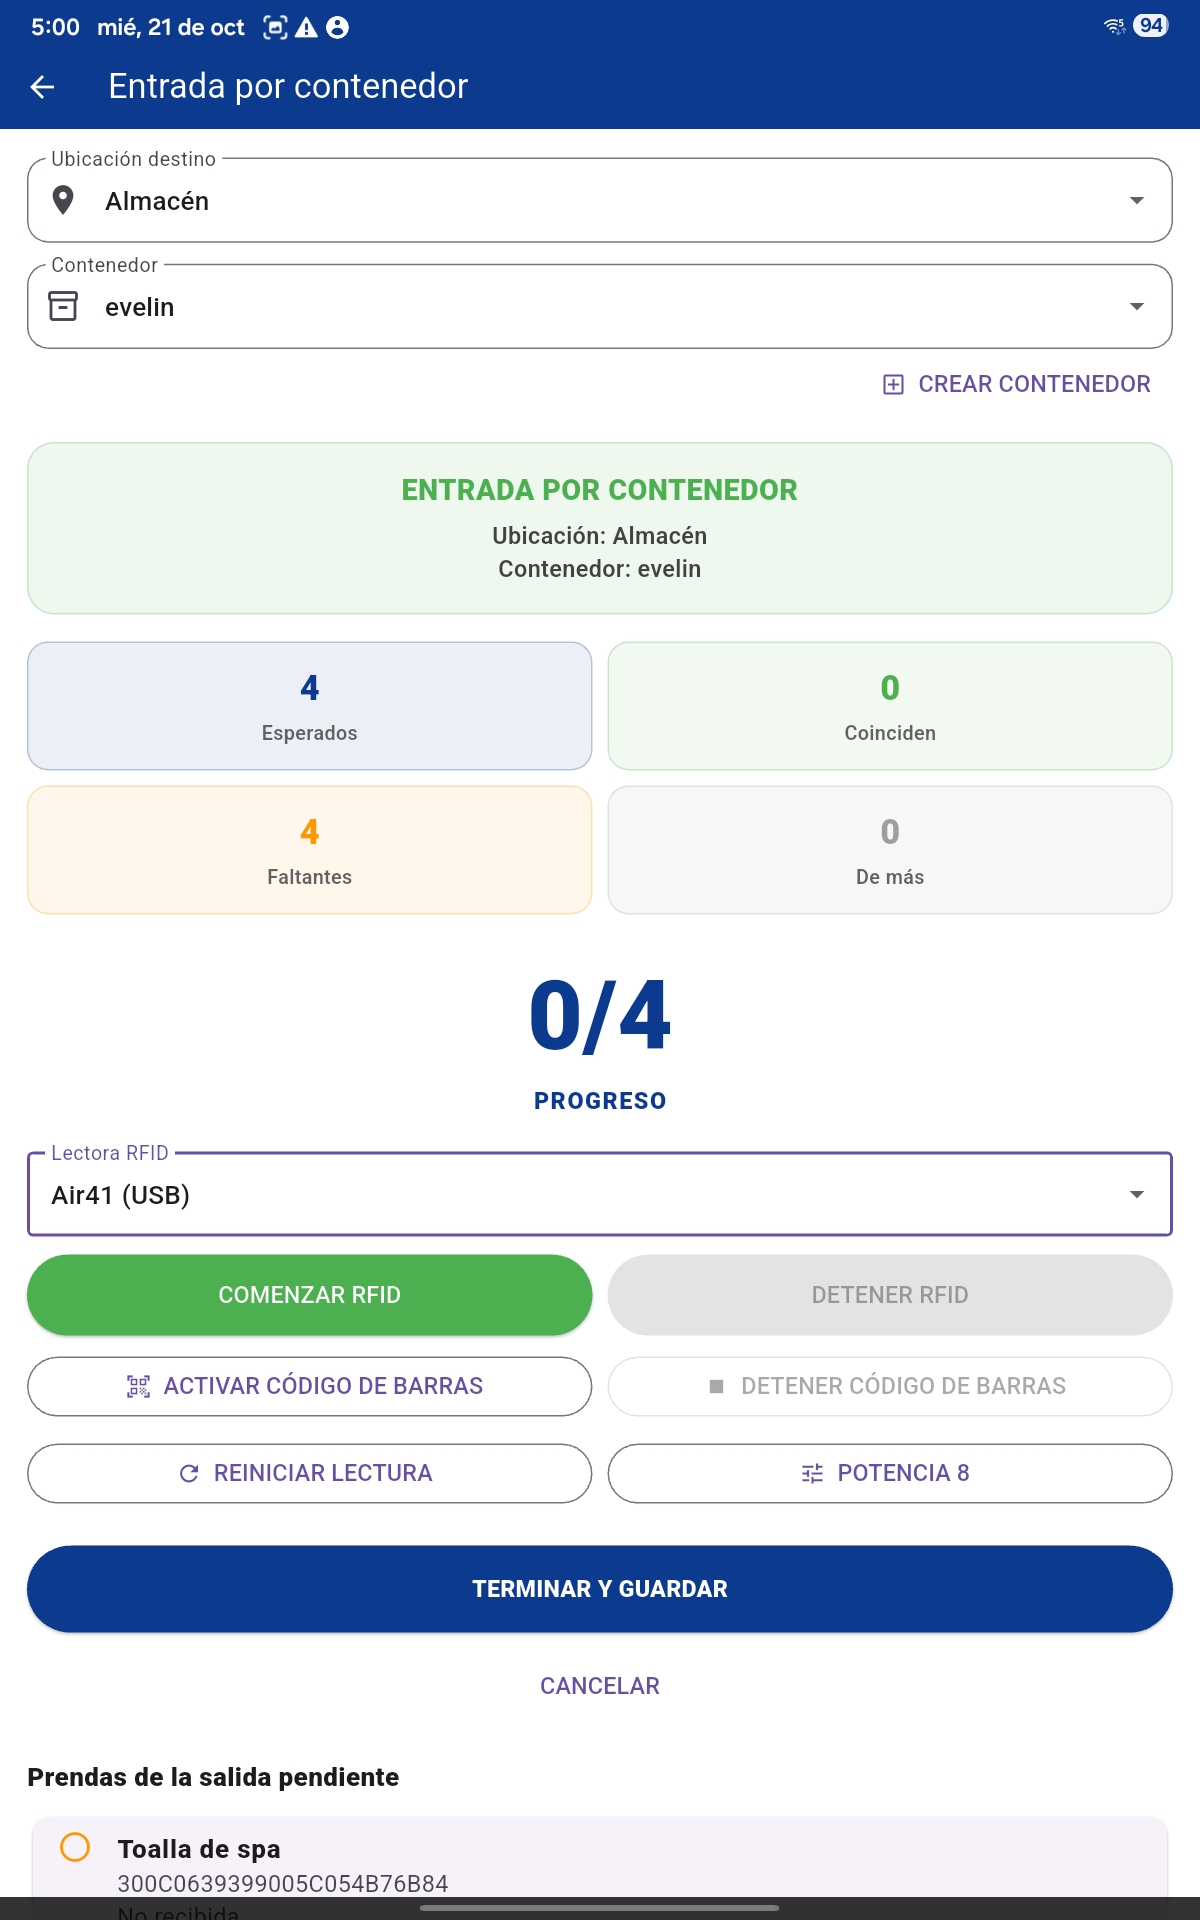 5:00 mié, 21 de oct 94
Entrada por contenedor
Ubicación destino
Almacén
Contenedor
evelin
CREAR CONTENEDOR
ENTRADA POR CONTENEDOR
Ubicación: Almacén
Contenedor: evelin
4
Esperados
0
Coinciden
4
Faltantes
0
De más
0/4
PROGRESO
Lectora RFID
Air41 (USB)
COMENZAR RFID
DETENER RFID
ACTIVAR CÓDIGO DE BARRAS
DETENER CÓDIGO DE BARRAS
REINICIAR LECTURA
POTENCIA 8
TERMINAR Y GUARDAR
CANCELAR
Prendas de la salida pendiente
Toalla de spa
300C0639399005C054B76B84
No recibida